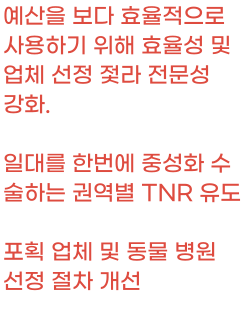 예산을 보다 효율적으로
사용하기 위해 효율성 및
업체 선정 젗라 전문성
강화.
일대를 한번에 중성화 수
술하는 권역별 TNR 유도
포획 업체 및 동물 병원
선정 절차 개선